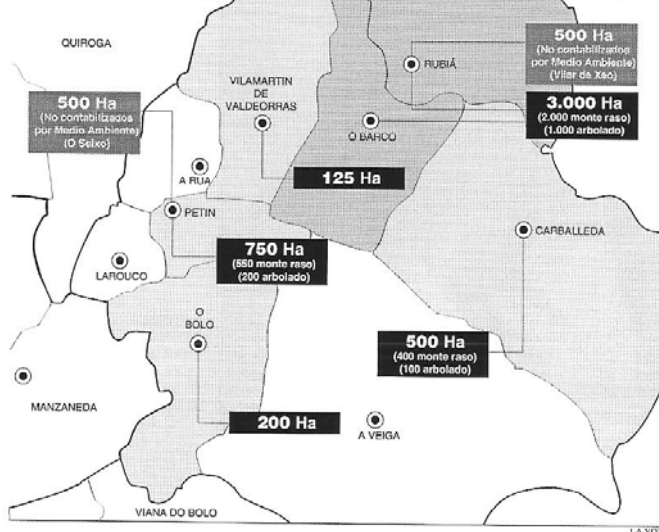 QUIROGA
500 Ha
(No contabilizados
por Medio Ambiente)
(Vilar de Xeo)
RUBIÁ
VILAMARTIN
DE
VALDEORRAS
500 Ha
(No contabilizados
por Medio Ambiente)
(O Seixo)
3.000 Ha
(2.000 monte raso)
(1.000 arbolado)
O BARCO
A RUA
125 Ha
PETIN
CARBALLEDA
750 Ha
(550 monte raso)
(200 arbolado)
LAROUCO
O
BOLO
500 Ha
(400 monte raso)
(100 arbolado)
MANZANEDA
200 Ha
A VEIGA
VIANA DO BOLO